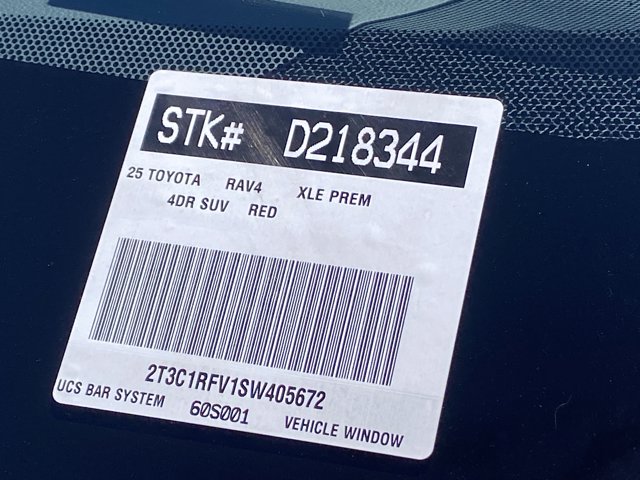 STK# D218344
25 TOYOTA RAV4 XLE PREM
4DR SUV RED
2T3C1RFV1SW405672
UCS BAR SYSTEM 60S001 VEHICLE WINDOW